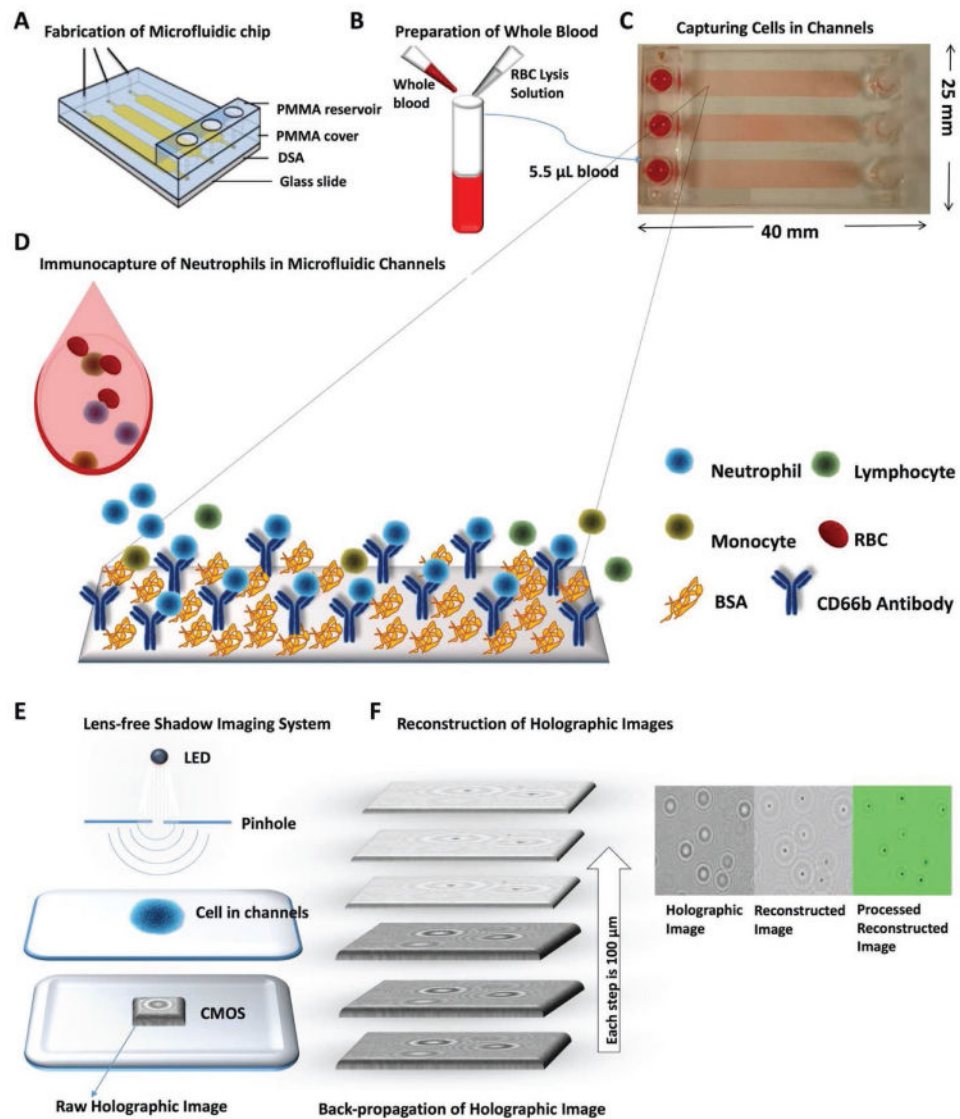 A
Fabrication of Microfluidic chip
PMMA reservoir
PMMA cover
DSA
Glass slide
B
Preparation of Whole Blood
Whole
blood
RBC Lysis
Solution
5.5 µL blood
C
Capturing Cells in Channels
25 mm
40 mm
D
Immunocapture of Neutrophils in Microfluidic Channels
Neutrophil
Lymphocyte
Monocyte
RBC
BSA
CD66b Antibody
E
Lens-free Shadow Imaging System
LED
Pinhole
Cell in channels
CMOS
Raw Holographic Image
F
Reconstruction of Holographic Images
Each step is 100 µm
Back-propagation of Holographic Image
Holographic
Image
Reconstructed
Image
Processed
Reconstructed
Image